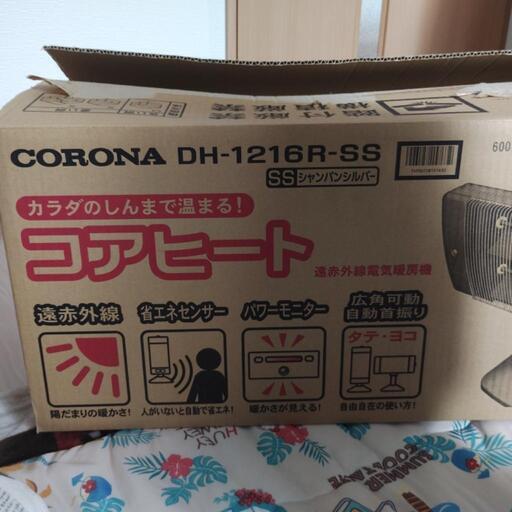 CORONA DH-1216R-SS
SS シャンパンシルバー
600
カラダのしんまで温まる!
コアヒート
遠赤外線電気暖房機
遠赤外線
陽だまりの暖かさ!
省エネセンサー
人がいないと自動で省エネ!
パワーモニター
暖かさが見える!
広角可動
自動首振り
タテ・ヨコ
自由自在の使い方!